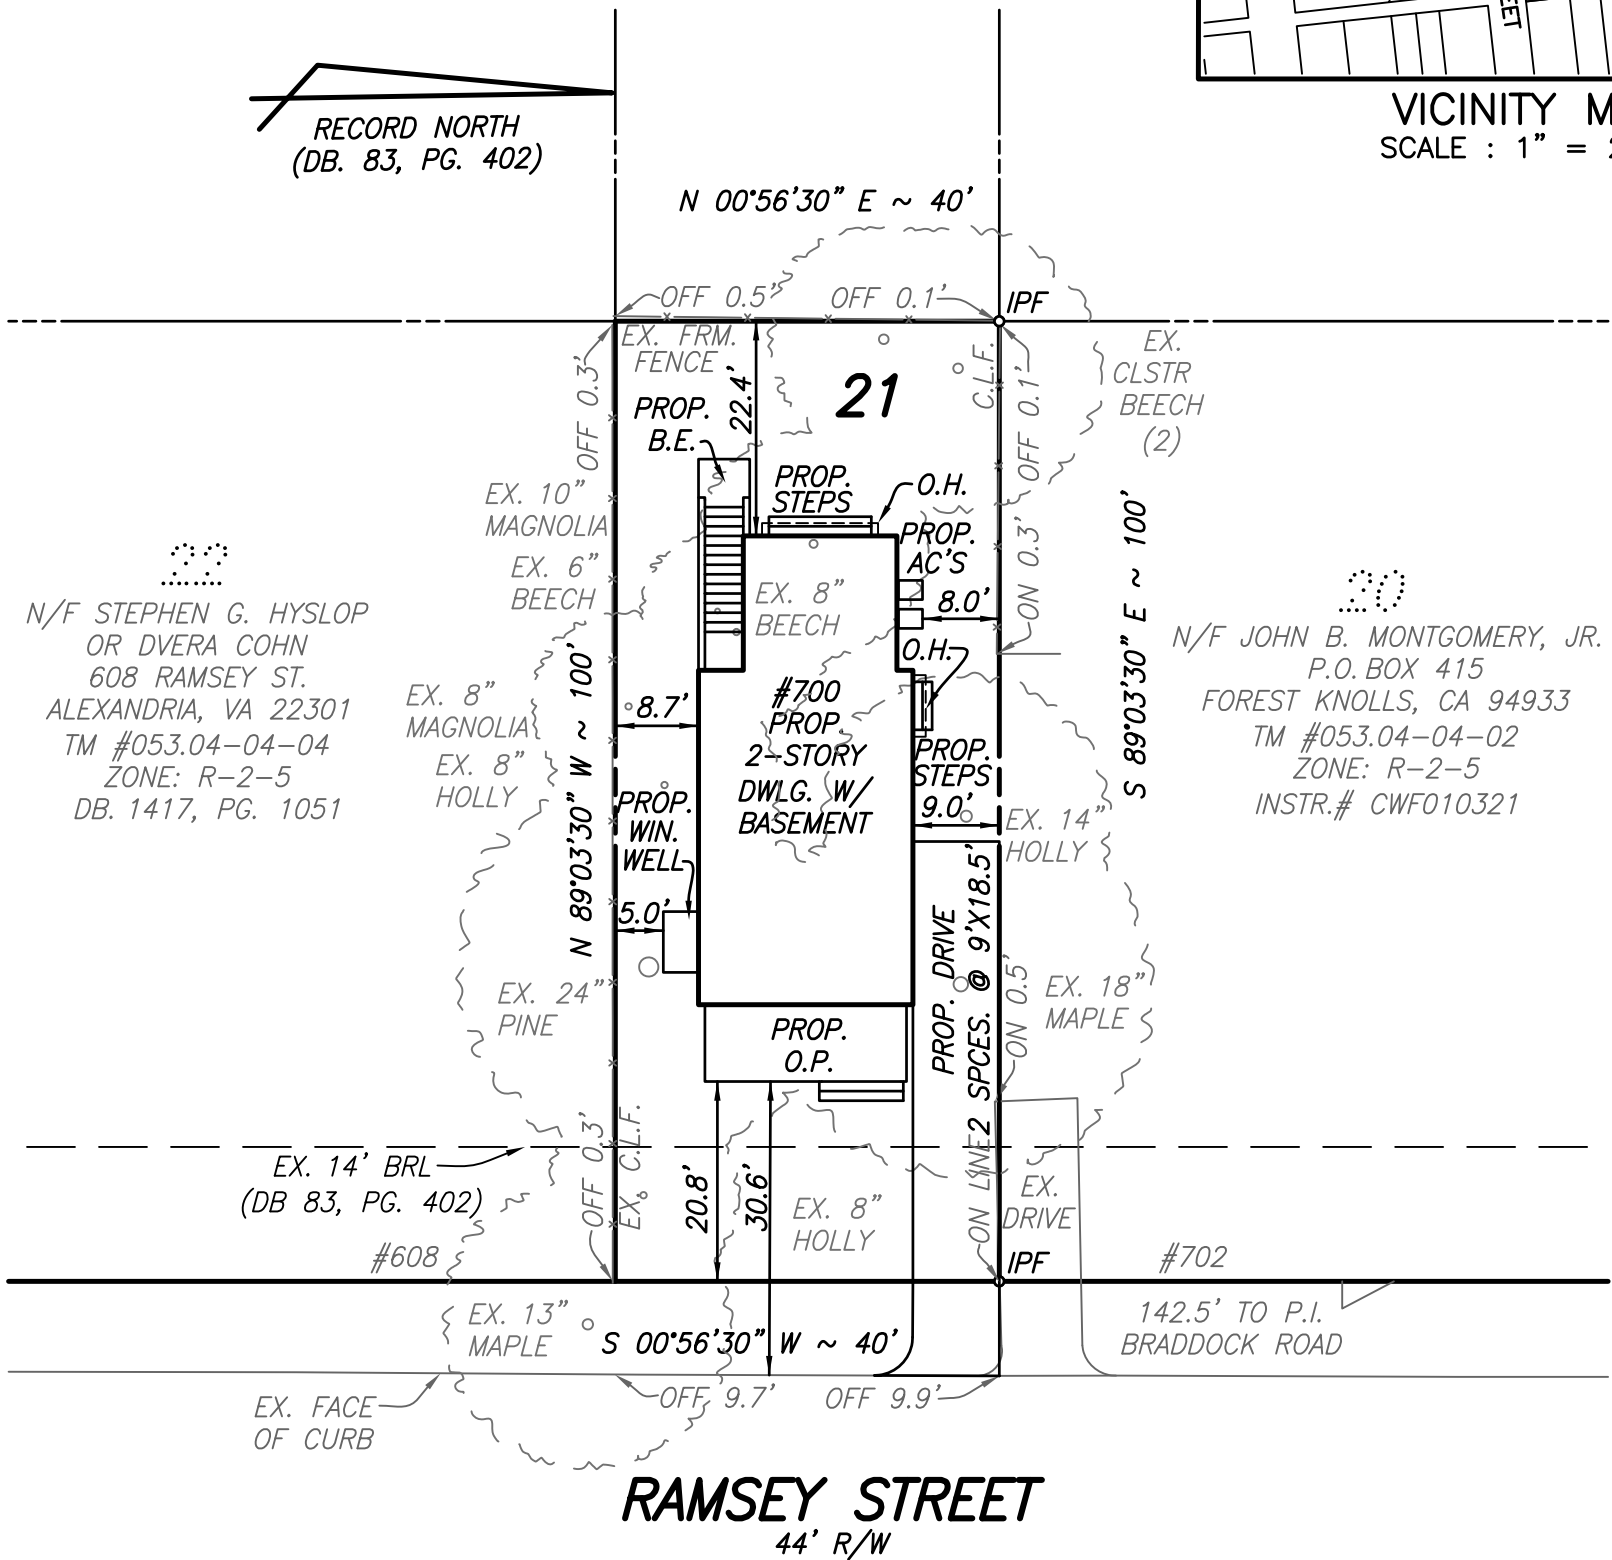 EET
VICINITY M
SCALE : 1" = 2
RECORD NORTH
(DB. 83, PG. 402)
N 00°56'30" E ~ 40'
OFF 0.5'
OFF 0.1'
IPF
EX. FRM.
FENCE
OFF 0.3'
22.4'
21
C.L.F.
OFF 0.1'
EX.
CLSTR
BEECH
(2)
PROP.
B.E.
PROP.
STEPS
O.H.
PROP.
AC'S
ON 0.3'
EX. 10"
MAGNOLIA
EX. 6"
BEECH
EX. 8"
BEECH
8.0'
O.H.
S 89°03'30" E ~ 100'
22
N/F STEPHEN G. HYSLOP
OR DVERA COHN
608 RAMSEY ST.
ALEXANDRIA, VA 22301
TM #053.04-04-04
ZONE: R-2-5
DB. 1417, PG. 1051
20
N/F JOHN B. MONTGOMERY, JR.
P.O. BOX 415
FOREST KNOLLS, CA 94933
TM #053.04-04-02
ZONE: R-2-5
INSTR.# CWF010321
EX. 8"
MAGNOLIA
EX. 8"
HOLLY
N 89°03'30" W ~ 100'
8.7'
#700
PROP.
2-STORY
DWLG. W/
BASEMENT
PROP.
STEPS
9.0'
EX. 14"
HOLLY
PROP.
WIN.
WELL
5.0'
PROP. DRIVE
2 SPCES. @ 9'X18.5'
ON 0.5'
EX. 18"
MAPLE
EX. 24"
PINE
PROP.
O.P.
EX. 14' BRL
(DB 83, PG. 402)
OFF 0.3'
EX. C.L.F.
20.8'
30.6'
EX. 8"
HOLLY
ON LINE
EX.
DRIVE
#608
IPF
#702
EX. 13"
MAPLE
S 00°56'30" W ~ 40'
142.5' TO P.I.
BRADDOCK ROAD
EX. FACE
OF CURB
OFF 9.7'
OFF 9.9'
RAMSEY STREET
44' R/W